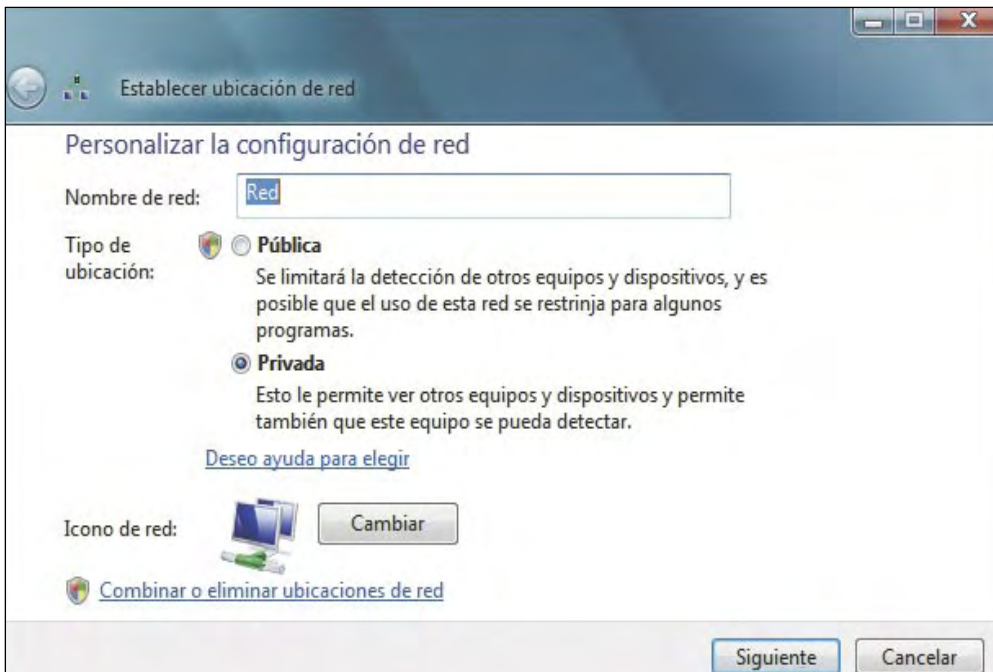 Establecer ubicación de red
Personalizar la configuración de red
Nombre de red:
Red
Tipo de
ubicación:
Pública
Se limitará la detección de otros equipos y dispositivos, y es
posible que el uso de esta red se restrinja para algunos
programas.
Privada
Esto le permite ver otros equipos y dispositivos y permite
también que este equipo se pueda detectar.
Deseo ayuda para elegir
Icono de red:
Cambiar
Combinar o eliminar ubicaciones de red
Siguiente
Cancelar